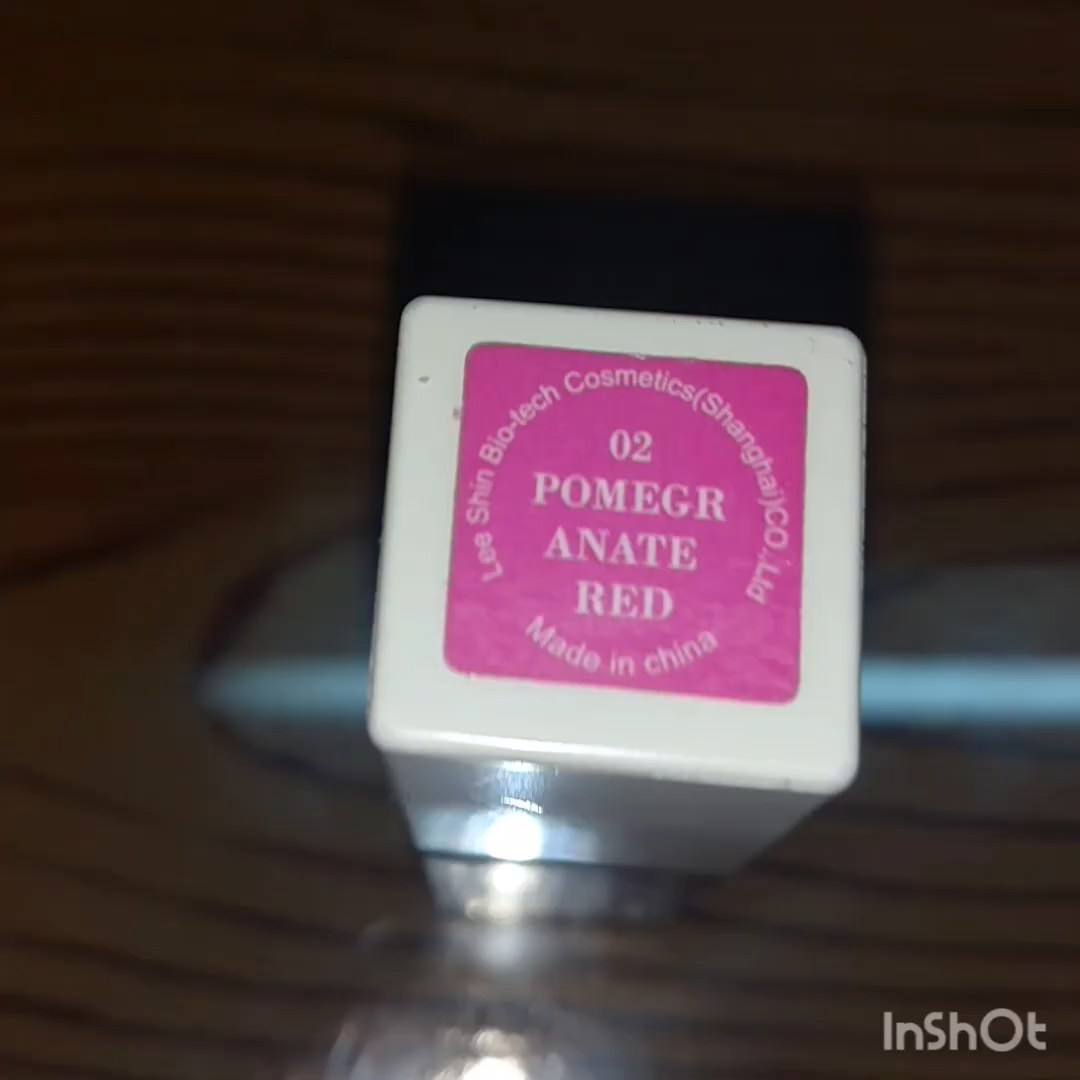 Lee Shin Bio-tech Cosmetics(Shanghai)CO.,Ltd
02
POMEGR
ANATE
RED
Made in china
InShOt